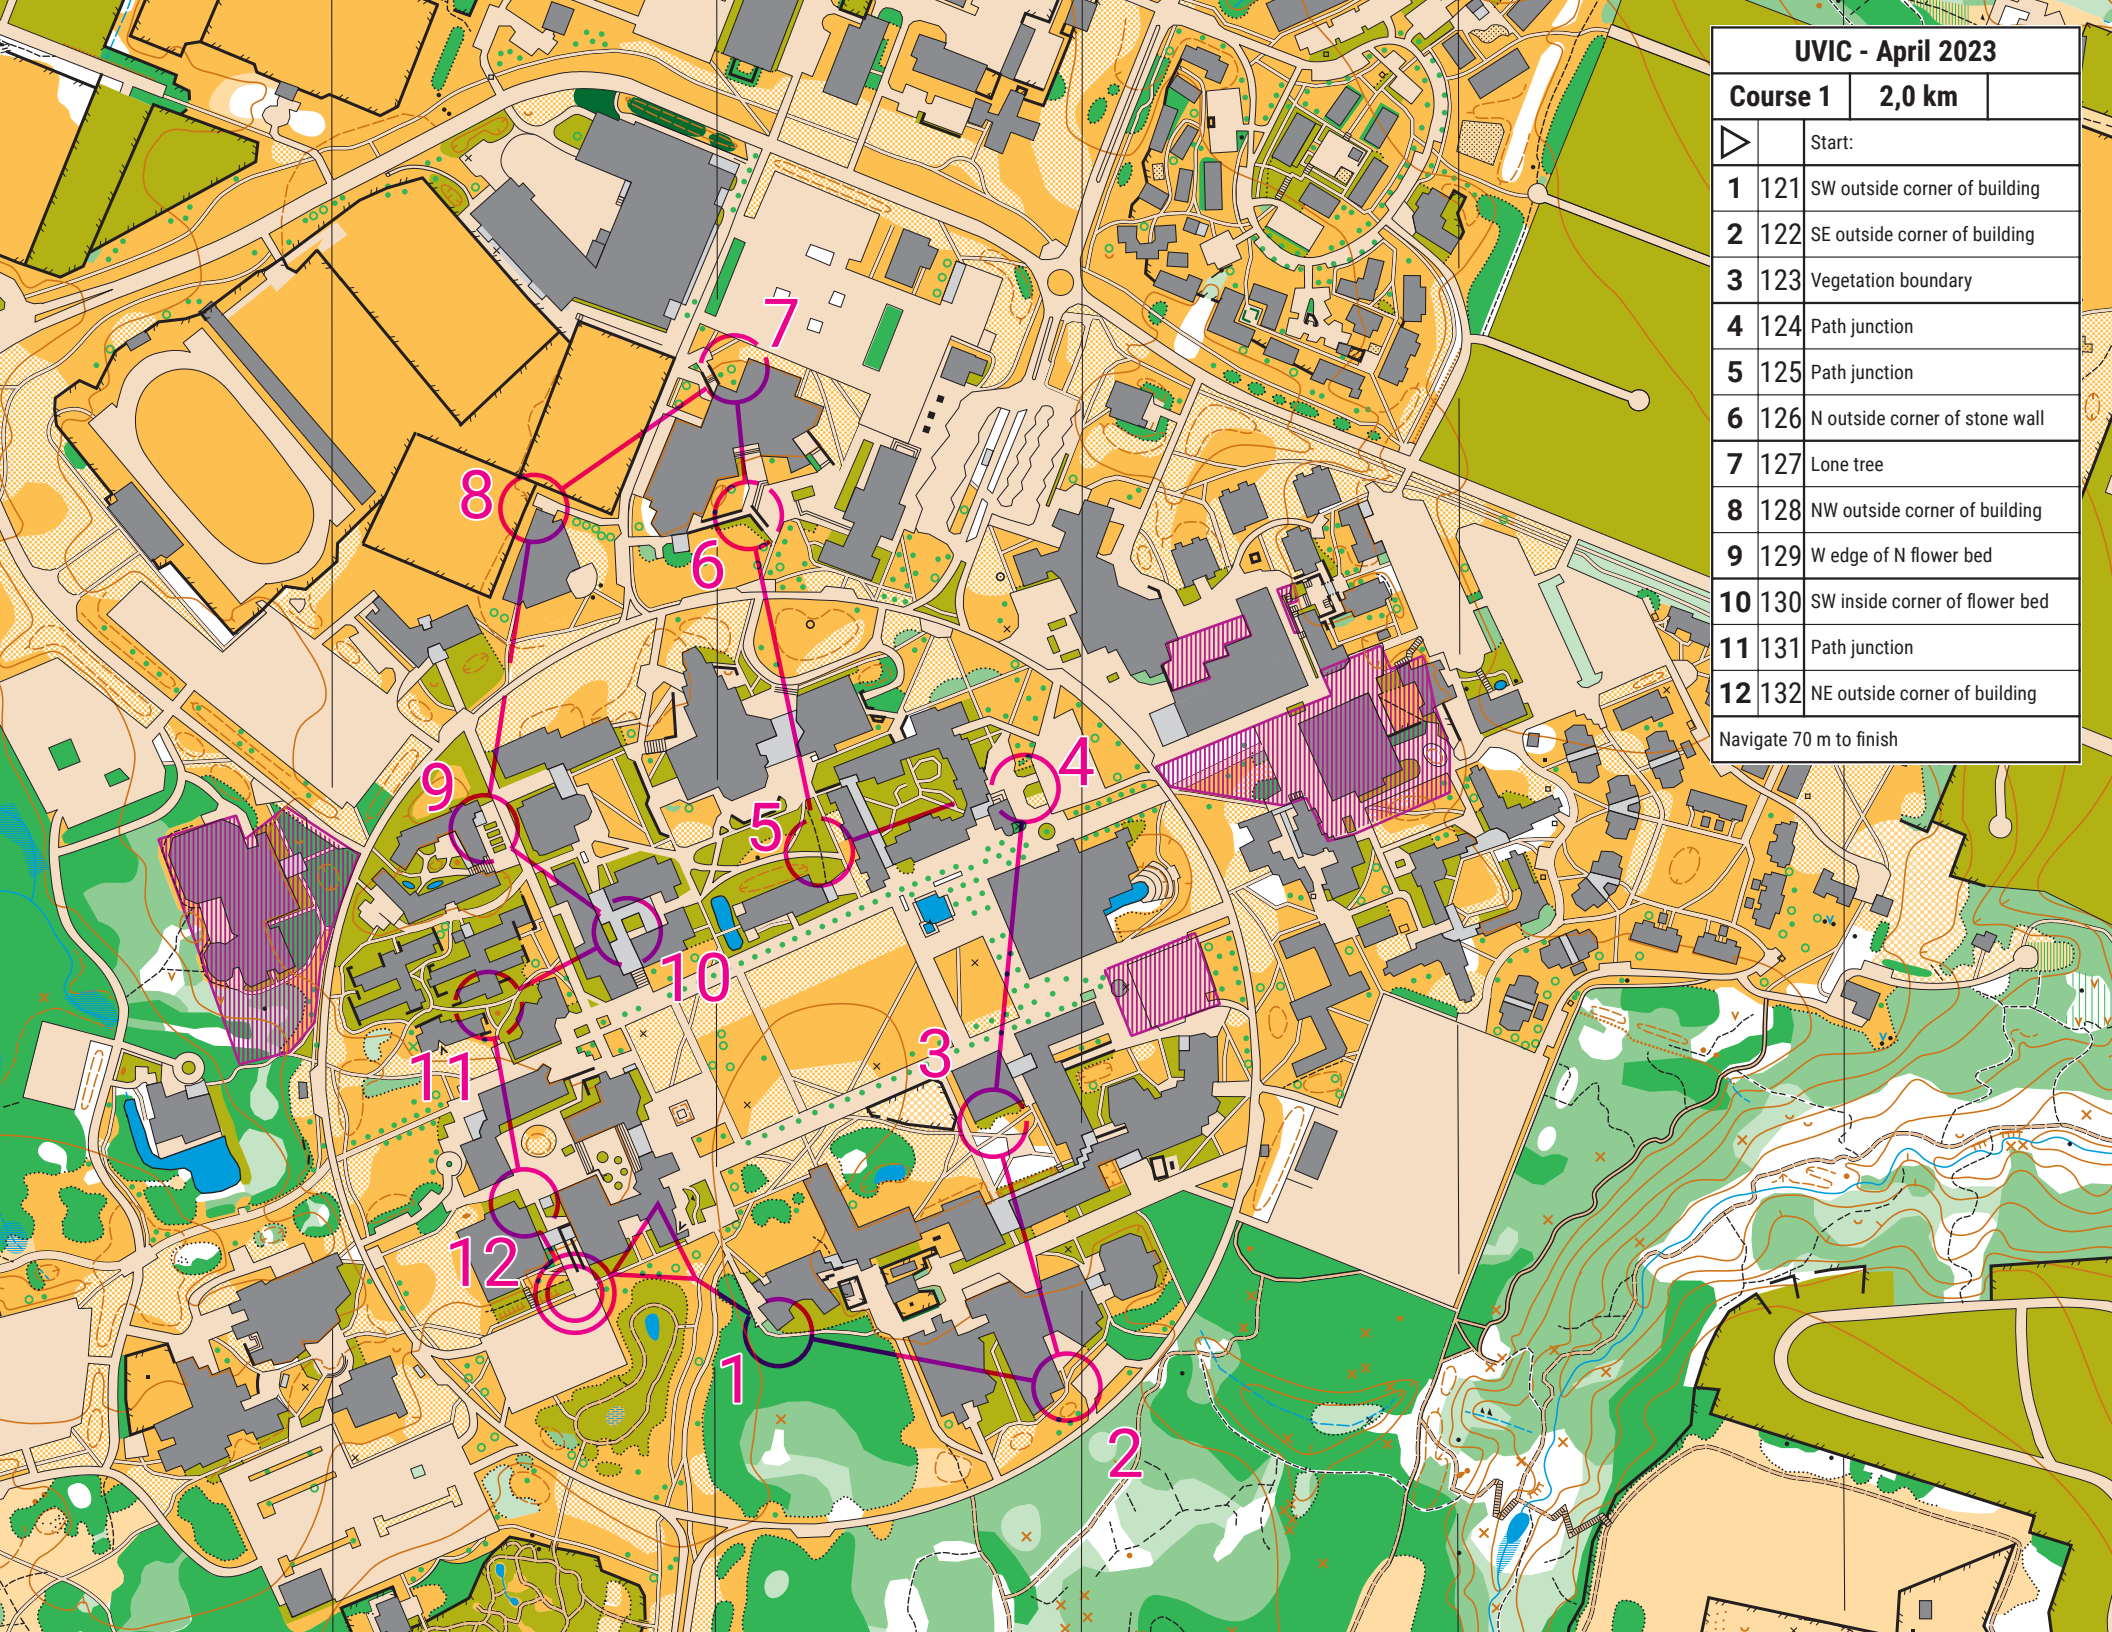 UVIC - April 2023
Course 1 2,0 km
Start:
1 121 SW outside corner of building
2 122 SE outside corner of building
3 123 Vegetation boundary
4 124 Path junction
5 125 Path junction
6 126 N outside corner of stone wall
7 127 Lone tree
8 128 NW outside corner of building
9 129 W edge of N flower bed
10 130 SW inside corner of flower bed
11 131 Path junction
12 132 NE outside corner of building
Navigate 70 m to finish
7
8
6
4
9
5
10
3
11
12
1
2